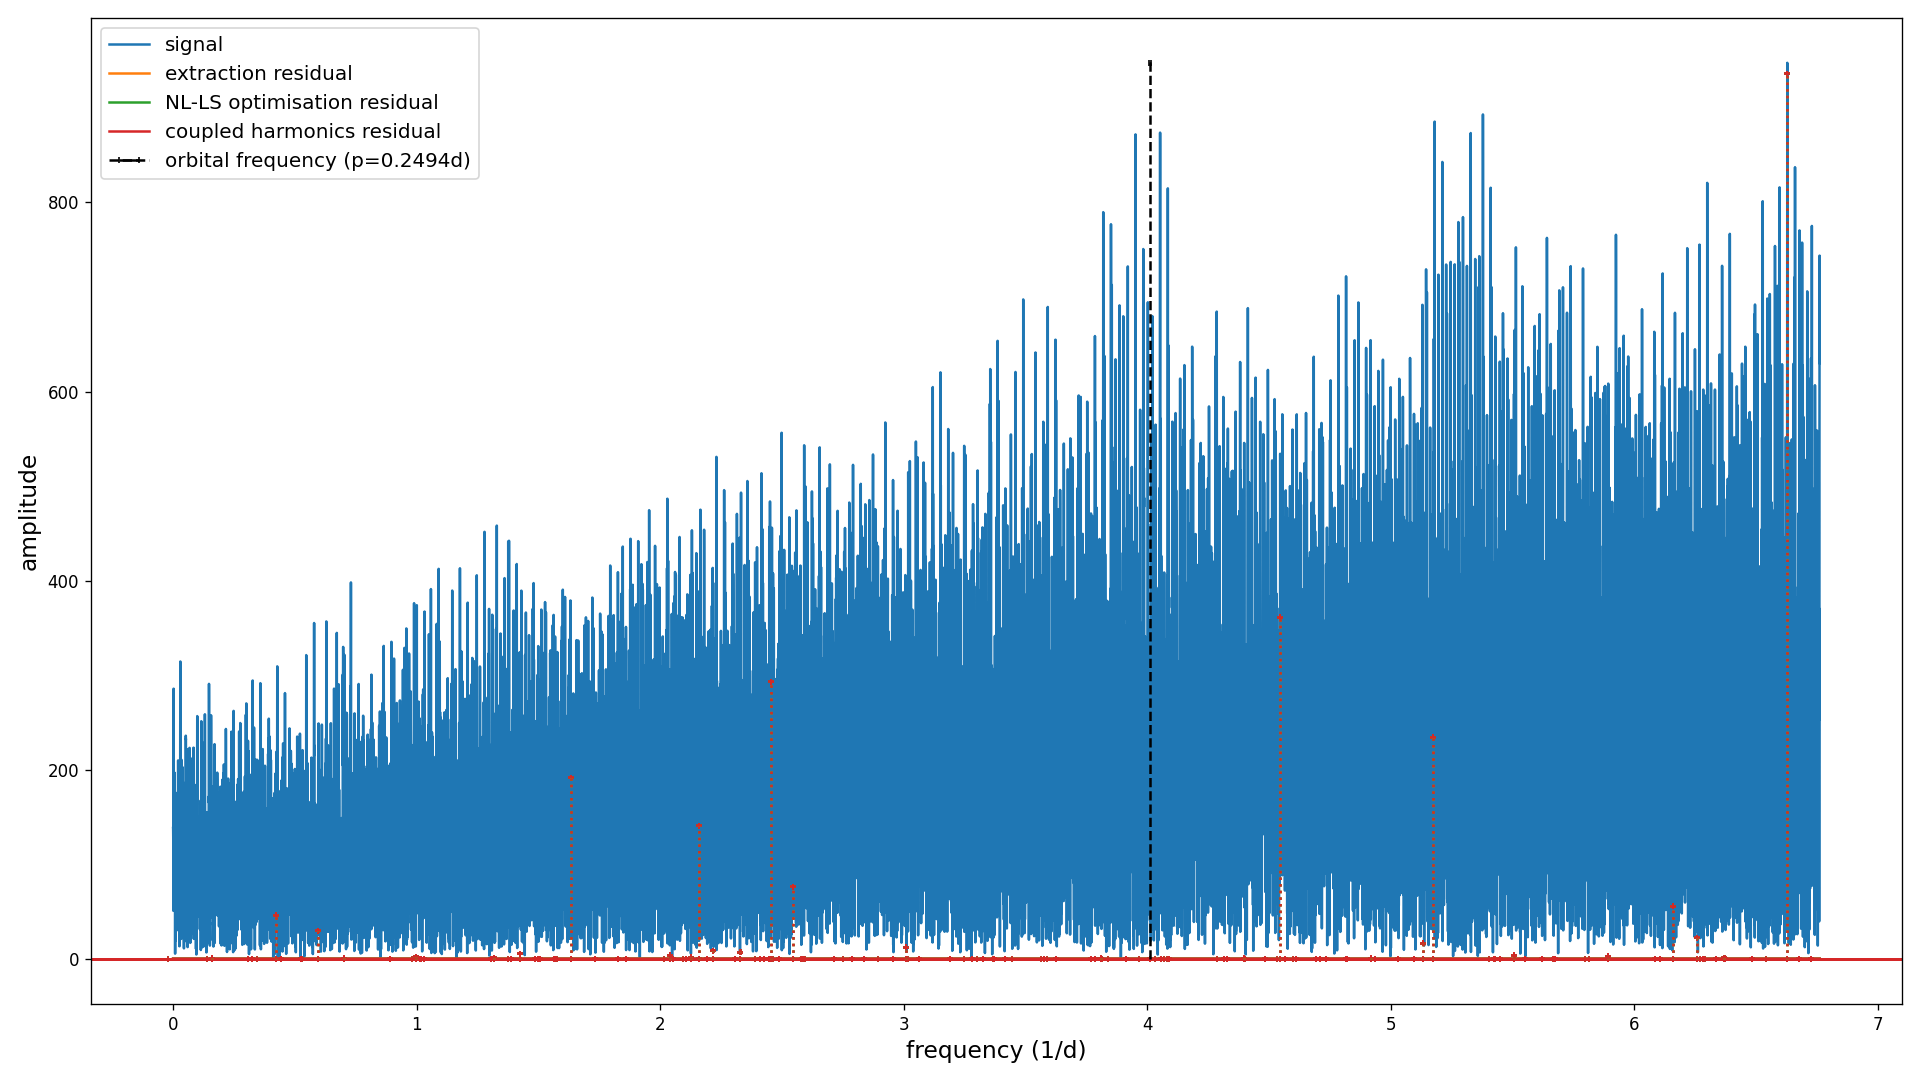 signal
extraction residual
NL-LS optimisation residual
coupled harmonics residual
orbital frequency (p=0.2494d)
amplitude
800
600
400
200
0
0 1 2 3 4 5 6 7
frequency (1/d)